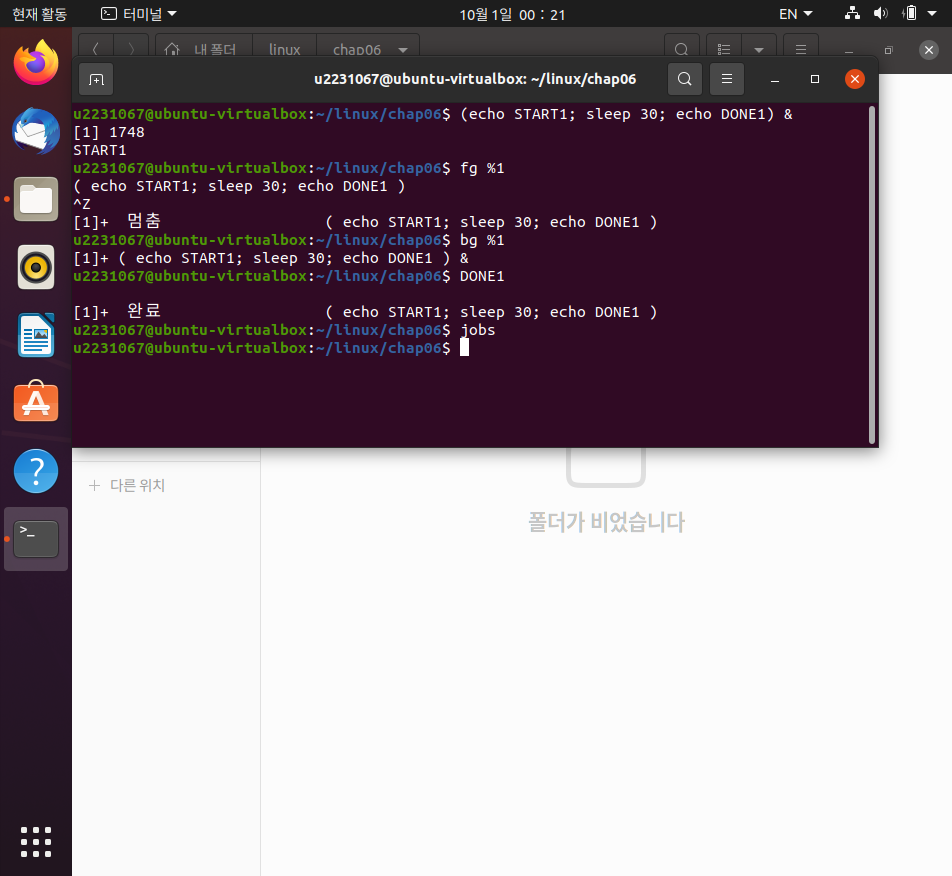 현재 활동 터미널 10월 1일 00 : 21 EN
내 폴더 linux chap06
u2231067@ubuntu-virtualbox: ~/linux/chap06
u2231067@ubuntu-virtualbox:~/linux/chap06$ (echo START1; sleep 30; echo DONE1) &
[1] 1748
START1
u2231067@ubuntu-virtualbox:~/linux/chap06$ fg %1
( echo START1; sleep 30; echo DONE1 )
^Z
[1]+  멈춤                  ( echo START1; sleep 30; echo DONE1 )
u2231067@ubuntu-virtualbox:~/linux/chap06$ bg %1
[1]+ ( echo START1; sleep 30; echo DONE1 ) &
u2231067@ubuntu-virtualbox:~/linux/chap06$ DONE1
[1]+  완료                  ( echo START1; sleep 30; echo DONE1 )
u2231067@ubuntu-virtualbox:~/linux/chap06$ jobs
u2231067@ubuntu-virtualbox:~/linux/chap06$
다른 위치
폴더가 비었습니다